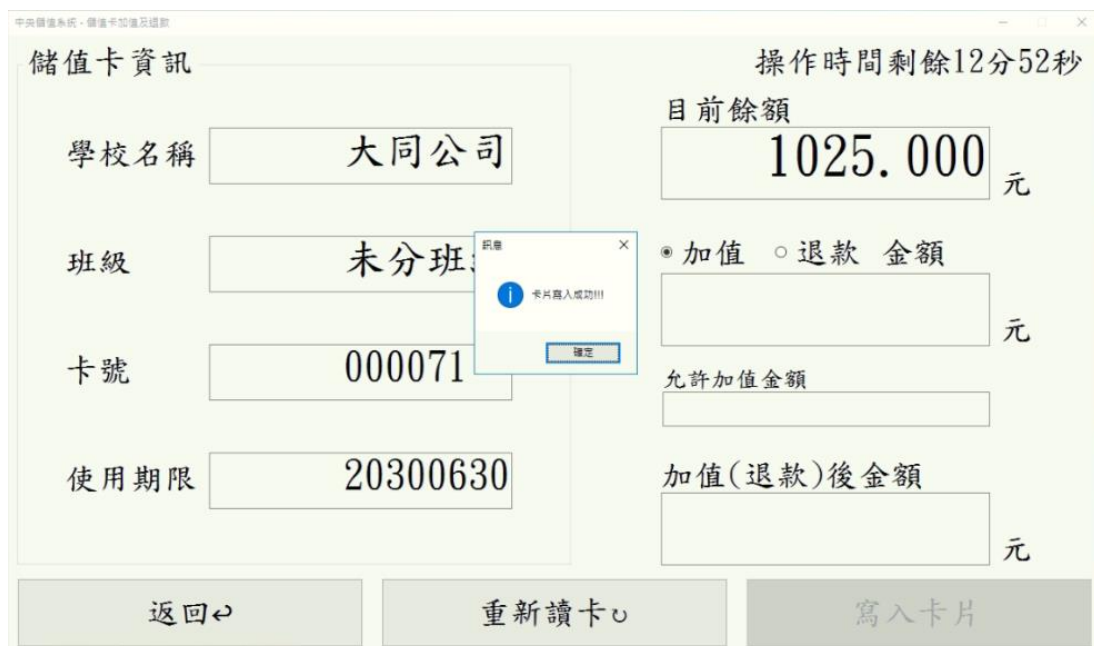 中央儲值系統 - 儲值卡加值及退款
儲值卡資訊
操作時間剩餘12分52秒
學校名稱
大同公司
目前餘額
1025.000
元
班級
未分班
加值
退款
金額
元
訊息
卡片寫入成功!!!
確定
卡號
000071
允許加值金額
使用期限
20300630
加值(退款)後金額
元
返回↩
重新讀卡↻
寫入卡片